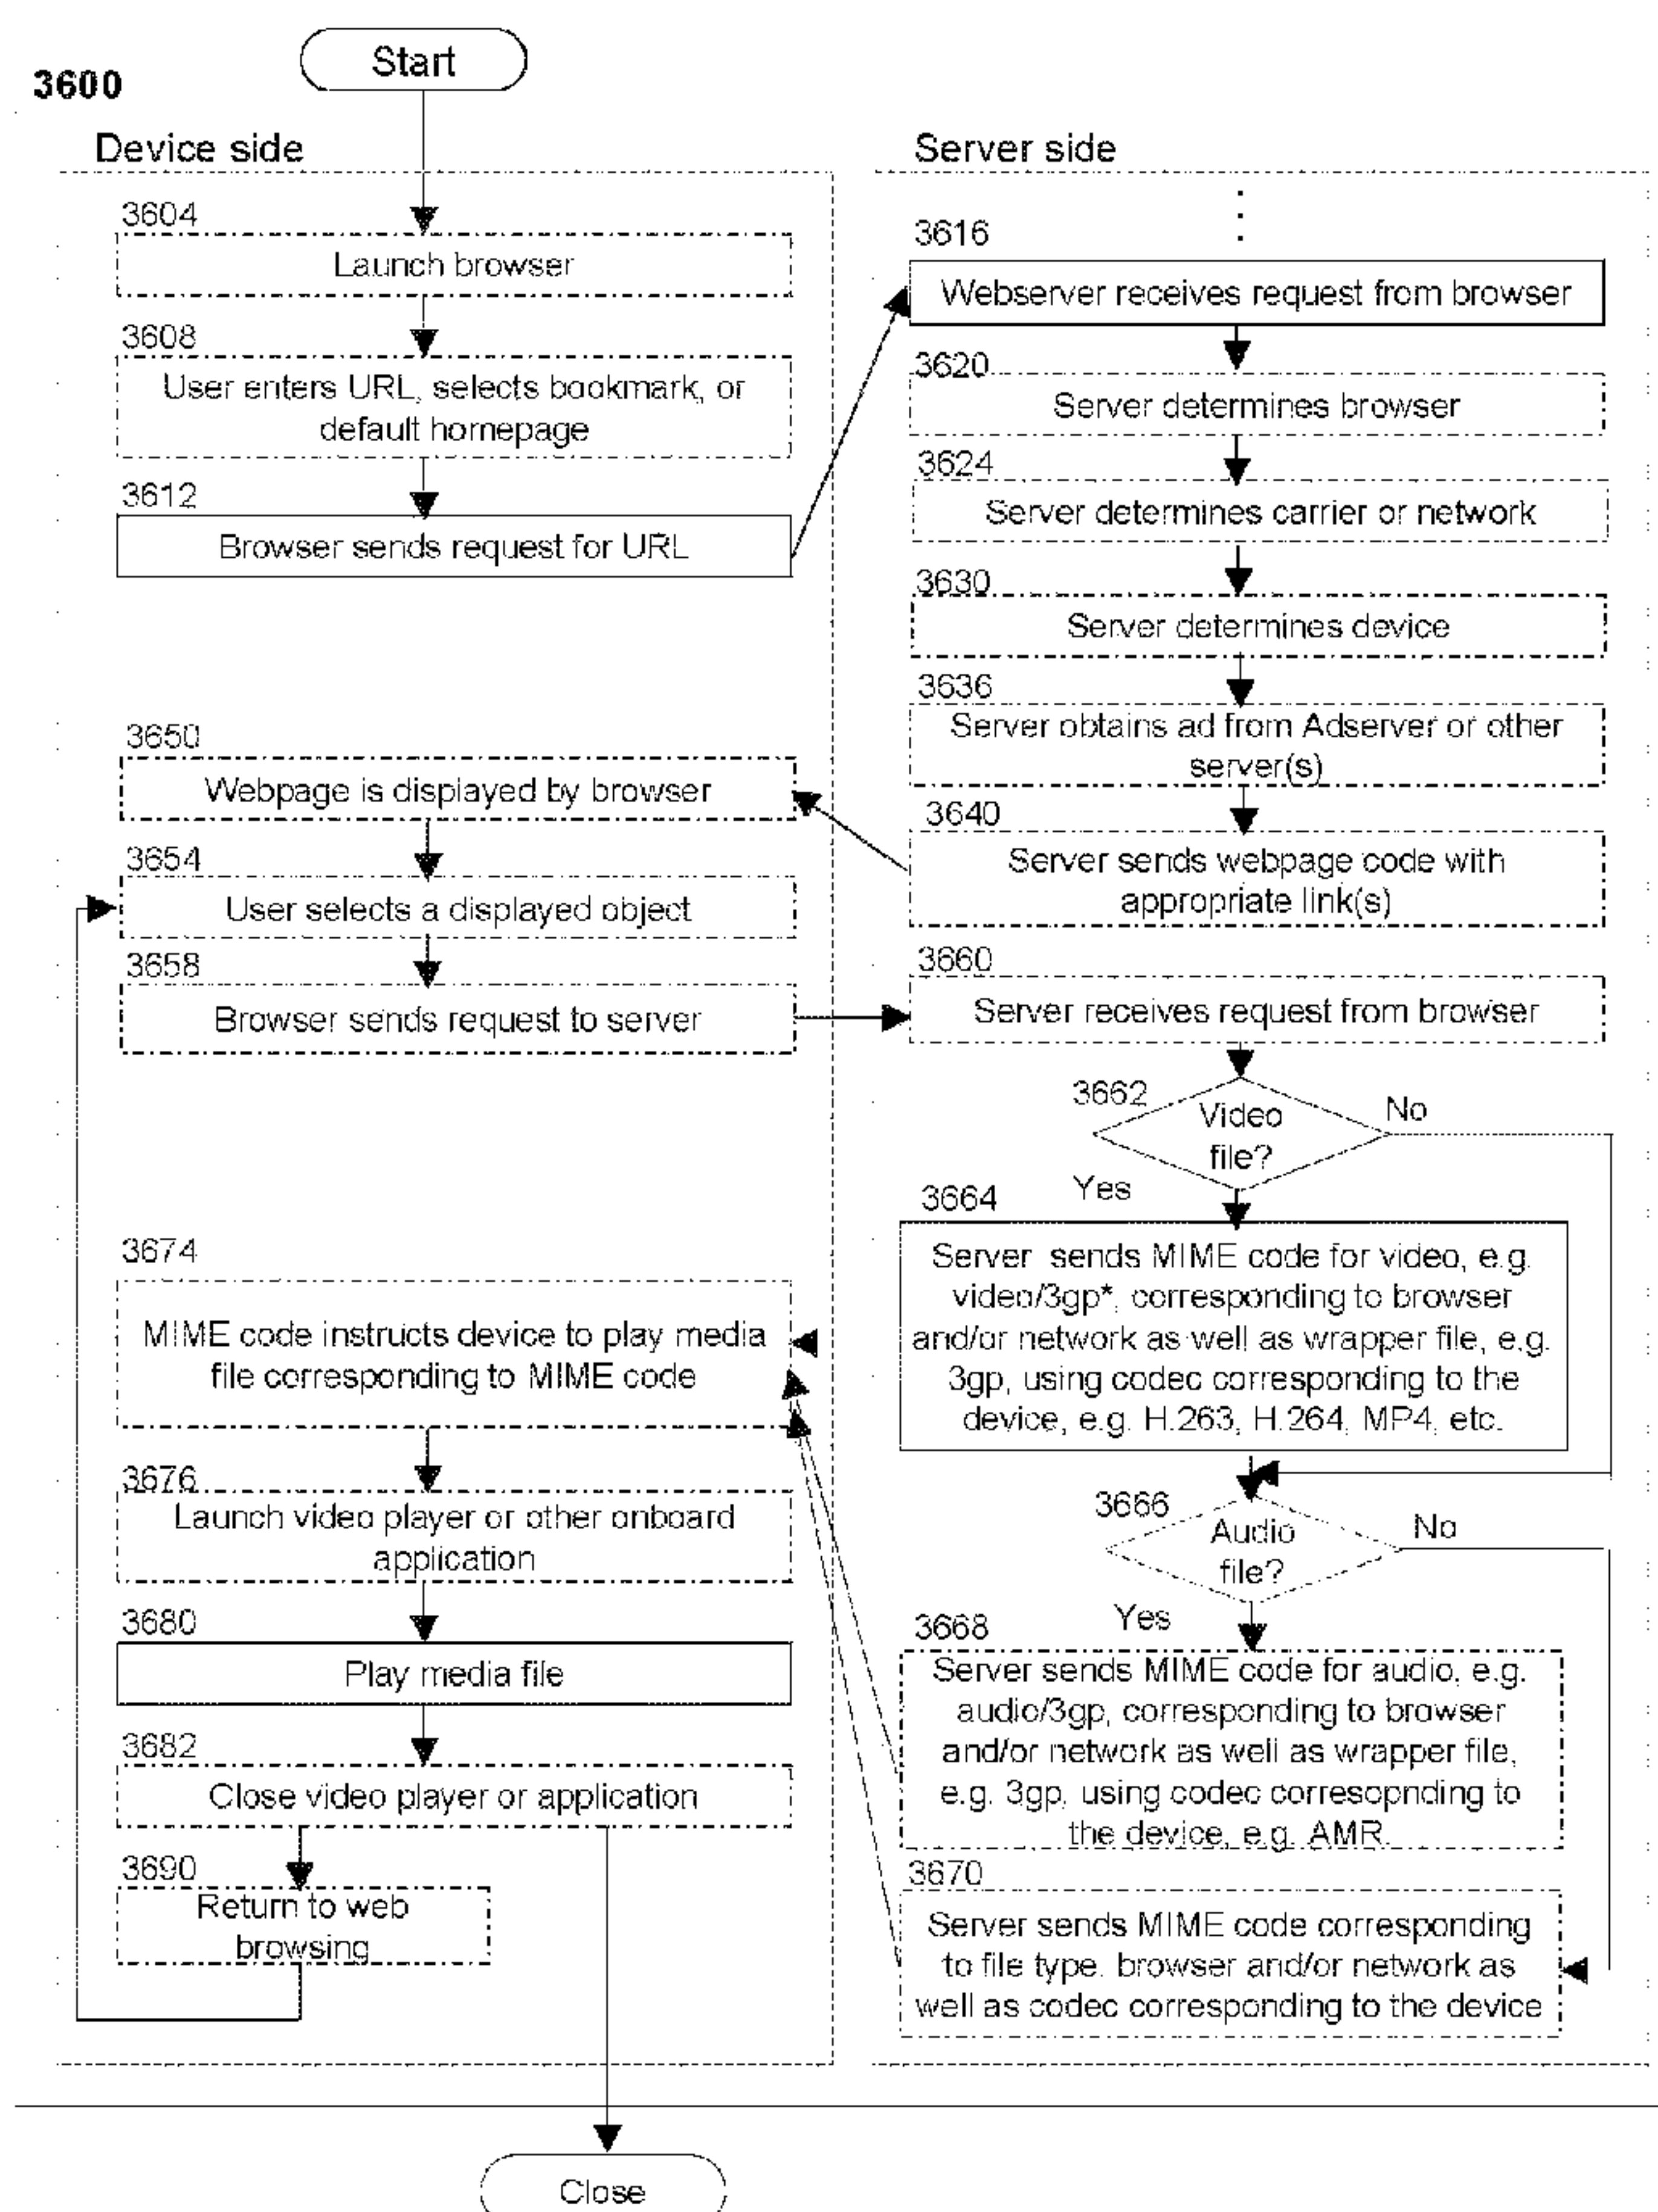 Start
3600
Device side
3604
Launch browser
3608
User enters URL, selects bookmark, or
default homepage
3612
Browser sends request for URL
3650
Webpage is displayed by browser
3654
User selects a displayed object
3658
Browser sends request to server
3674
MIME code instructs device to play media
file corresponding to MIME code
3676
Launch video player or other onboard
application
3680
Play media file
3682
Close video player or application
3690
Return to web
browsing
Server side
3616
Webserver receives request from browser
3620
Server determines browser
3624
Server determines carrier or network
3630
Server determines device
3636
Server obtains ad from Adserver or other
server(s)
3640
Server sends webpage code with
appropriate link(s)
3660
Server receives request from browser
3662
Video
file?
No
Yes
3664
Server sends MIME code for video, e.g.
video/3gp*, corresponding to browser
and/or network as well as wrapper file, e.g.
3gp, using codec corresponding to the
device, e.g. H.263, H.264, MP4, etc.
3666
Audio
file?
No
Yes
3668
Server sends MIME code for audio, e.g.
audio/3gp, corresponding to browser
and/or network as well as wrapper file,
e.g. 3gp, using codec corresopnding to
the device, e.g. AMR.
3670
Server sends MIME code corresponding
to file type, browser and/or network as
well as codec corresponding to the device
Close